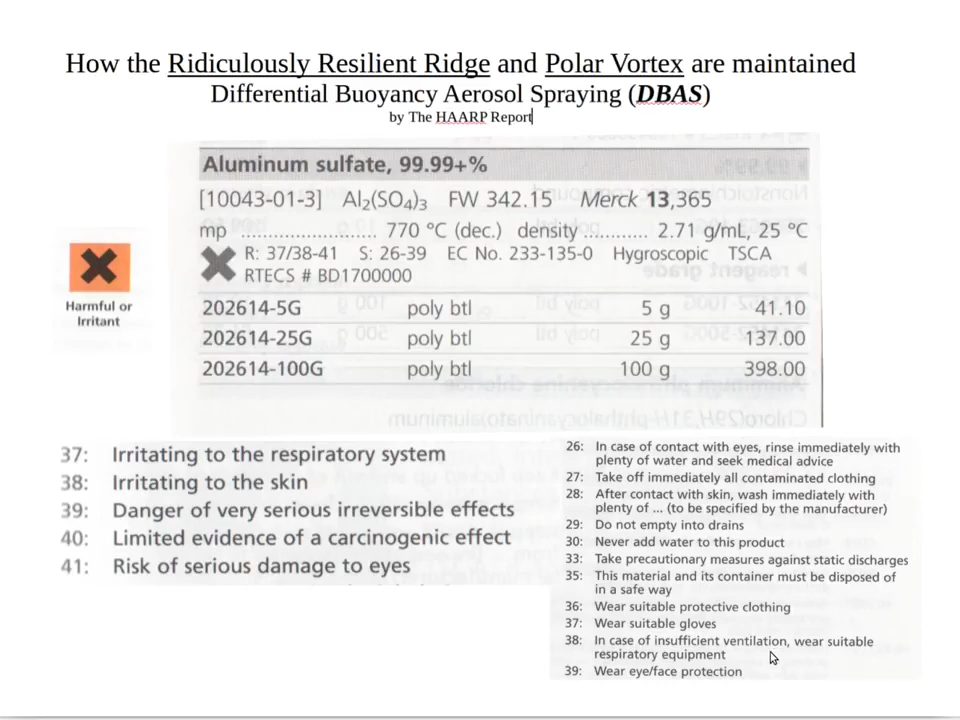 How the Ridiculously Resilient Ridge and Polar Vortex are maintained
Differential Buoyancy Aerosol Spraying (DBAS)
by The HAARP Report
Aluminum sulfate, 99.99+%
[10043-01-3] Al₂(SO₄)₃ FW 342.15 Merck 13,365
mp ...................... 770 °C (dec.) density ............ 2.71 g/mL, 25 °C
R: 37/38-41 S: 26-39 EC No. 233-135-0 Hygroscopic TSCA
RTECS # BD1700000
Harmful or
Irritant
202614-5G poly btl 5 g 41.10
202614-25G poly btl 25 g 137.00
202614-100G poly btl 100 g 398.00
37: Irritating to the respiratory system
38: Irritating to the skin
39: Danger of very serious irreversible effects
40: Limited evidence of a carcinogenic effect
41: Risk of serious damage to eyes
26: In case of contact with eyes, rinse immediately with
plenty of water and seek medical advice
27: Take off immediately all contaminated clothing
28: After contact with skin, wash immediately with
plenty of ... (to be specified by the manufacturer)
29: Do not empty into drains
30: Never add water to this product
33: Take precautionary measures against static discharges
35: This material and its container must be disposed of
in a safe way
36: Wear suitable protective clothing
37: Wear suitable gloves
38: In case of insufficient ventilation, wear suitable
respiratory equipment
39: Wear eye/face protection